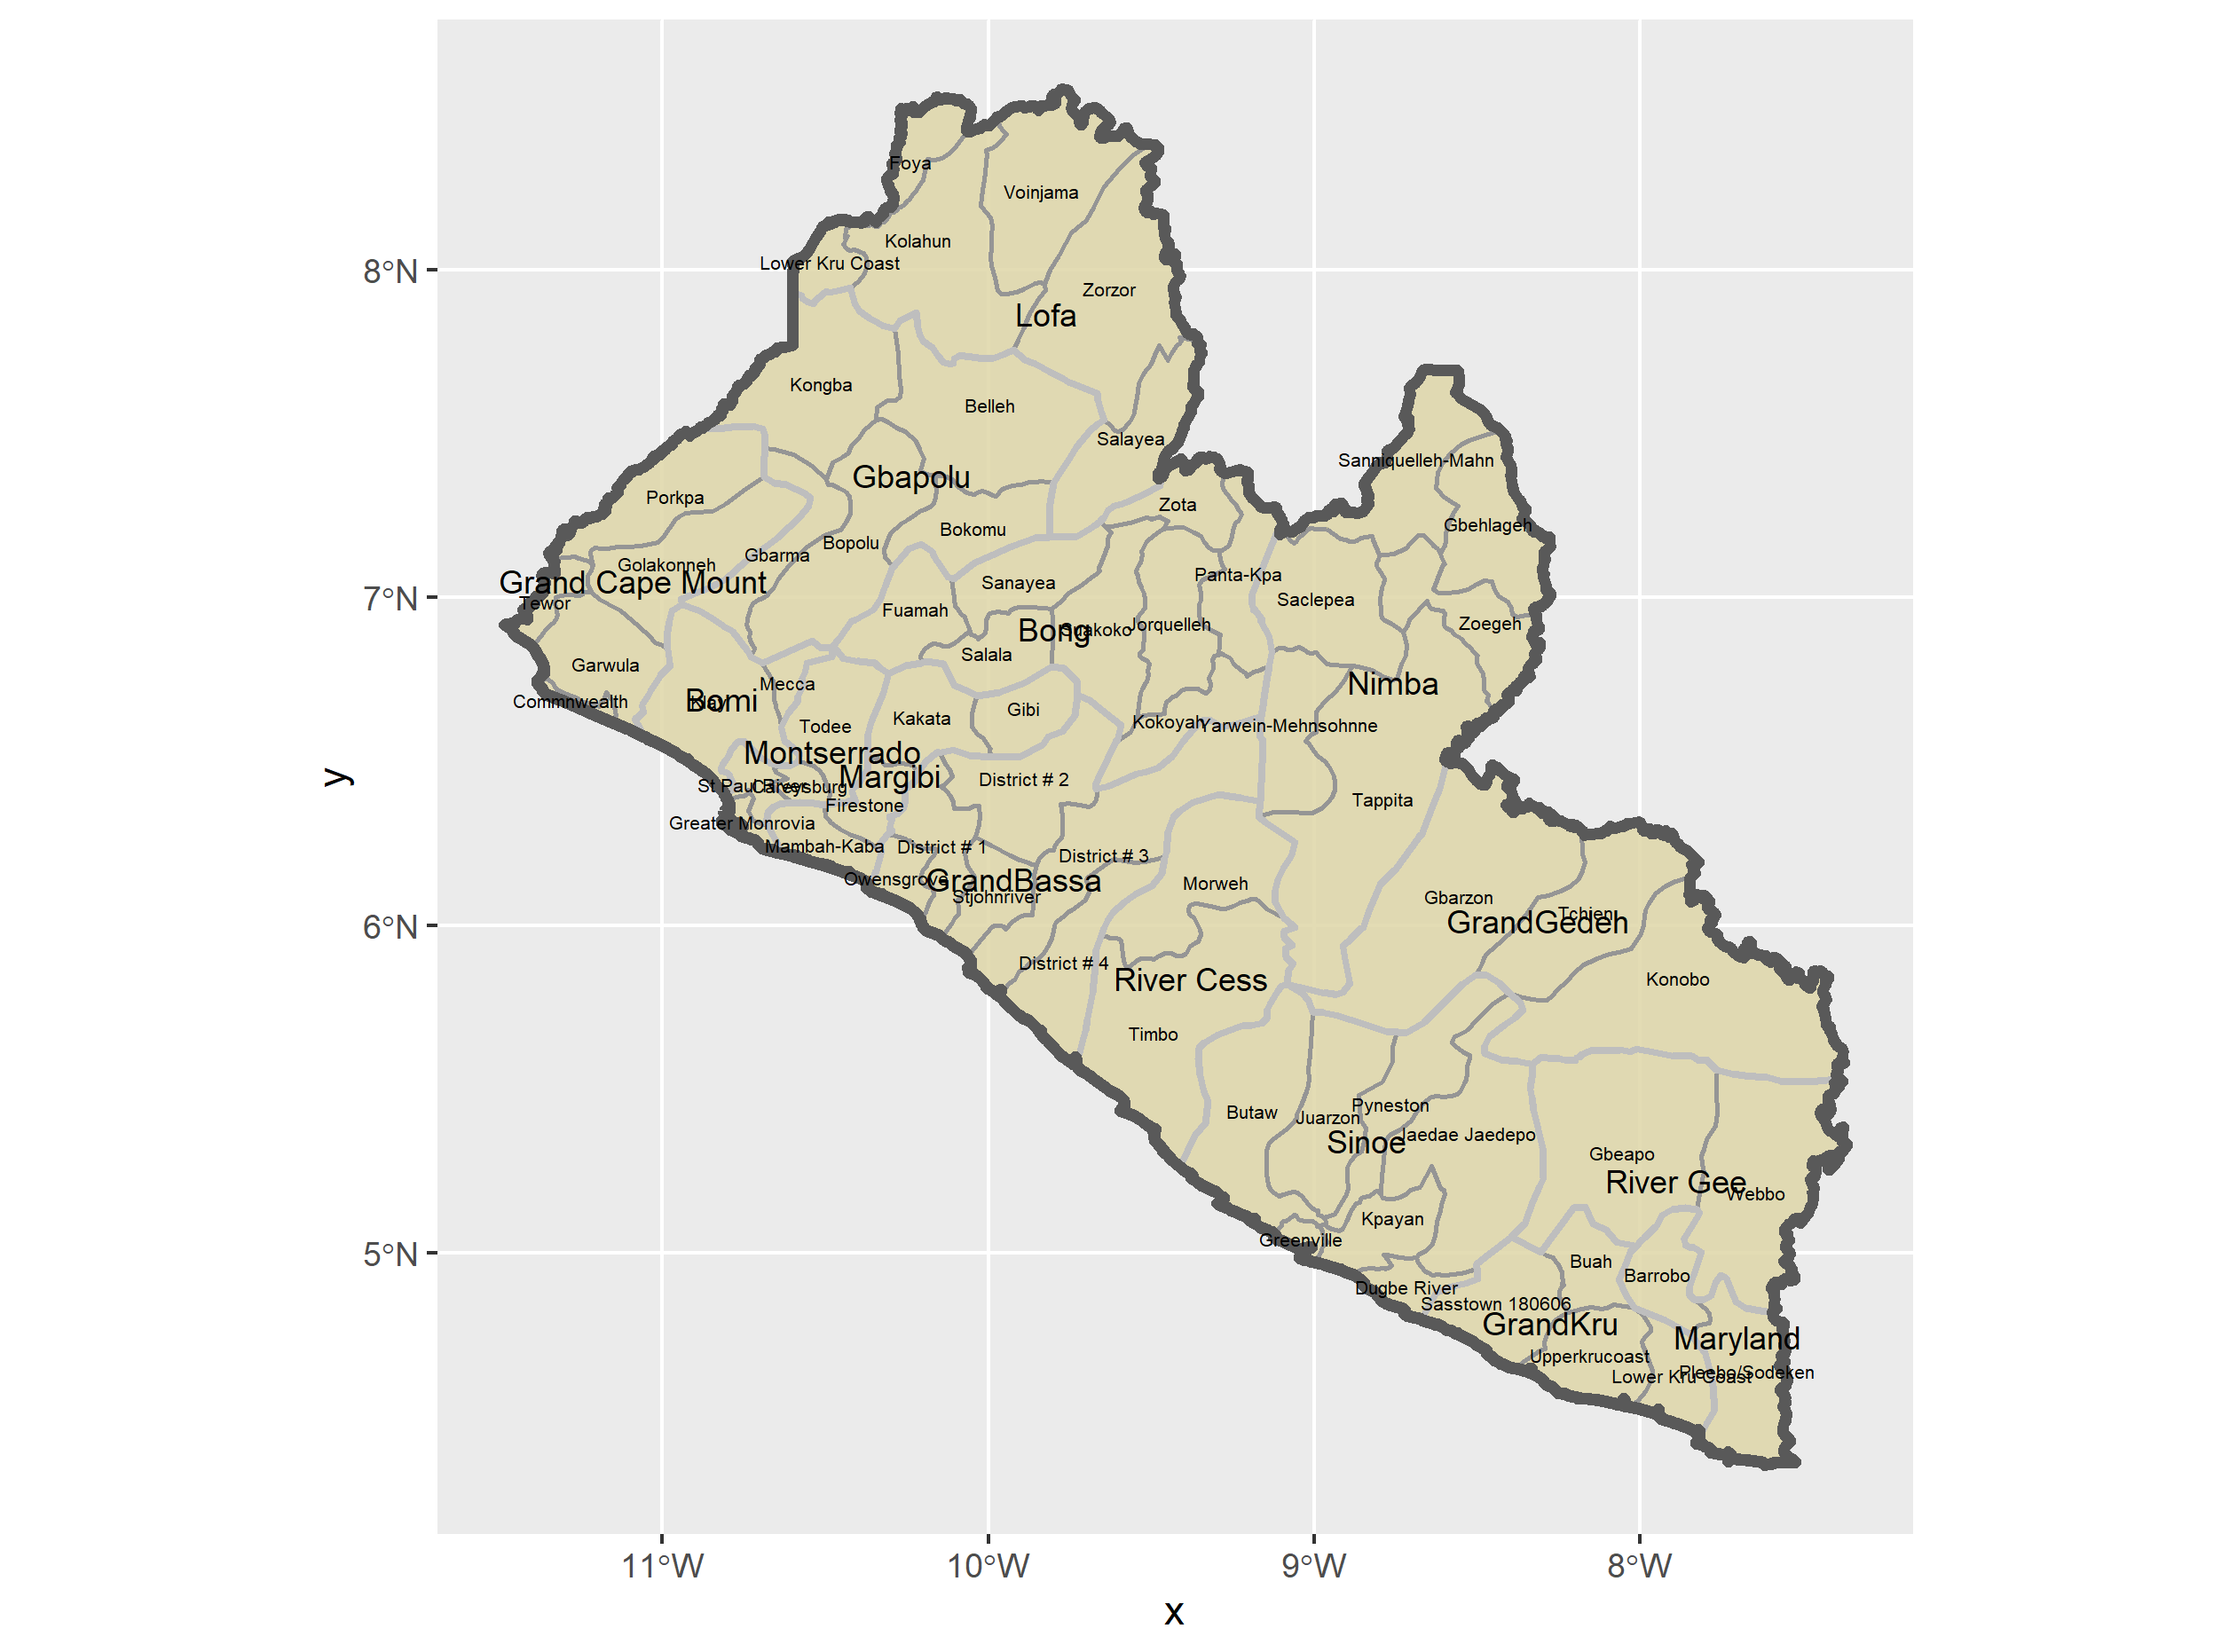 Foya
Voinjama
Kolahun
Lower Kru Coast
8°N
Zorzor
Lofa
Kongba
Belleh
Salayea
Sanniquelleh-Mahn
Gbapolu
Porkpa
Zota
Gbehlageh
Bokomu
Bopolu
Gbarma
Golakonneh
Panta-Kpa
Grand Cape Mount
Sanayea
7°N
Tewor
Saclepea
Fuamah
Zoegeh
Jorquelleh
Bong
Suakoko
Salala
Garwula
Mecca
Nimba
Commnwealth
Bomi
Klay
Gibi
Kakata
Kokoyah
Yarwein-Mehnsohnne
Todee
Montserrado
Margibi
y
District # 2
St Paul River
Careysburg
Tappita
Firestone
Greater Monrovia
Mambah-Kaba
District # 1
District # 3
Owensgrove
GrandBassa
Morweh
Stjohnriver
Gbarzon
Tchien
GrandGedeh
6°N
District # 4
River Cess
Konobo
Timbo
Pyneston
Butaw
Juarzon
Jaedae Jaedepo
Sinoe
Gbeapo
River Gee
Webbo
Kpayan
Greenville
5°N
Buah
Barrobo
Dugbe River
Sasstown 180606
GrandKru
Maryland
Upperkrucoast
Pleebo/Sodeken
Lower Kru Coast
11°W
10°W
9°W
8°W
x